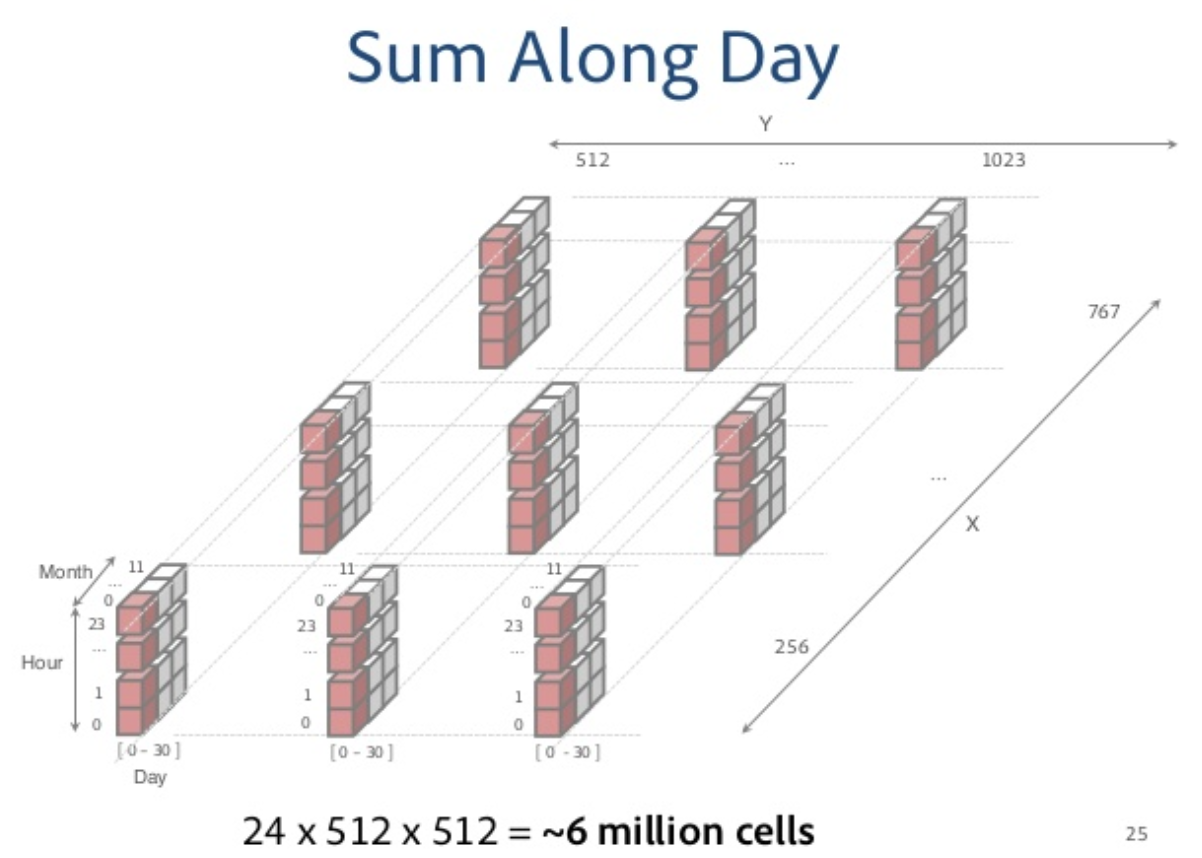 Sum Along Day
Y
512 ... 1023
767
...
X
256
Month
11
...
0
23
...
1
0
Hour
[ 0 - 30 ]
Day
11
...
0
23
...
1
0
[ 0 - 30 ]
11
...
0
23
...
1
0
[ 0 - 30 ]
24 x 512 x 512 = ~6 million cells
25